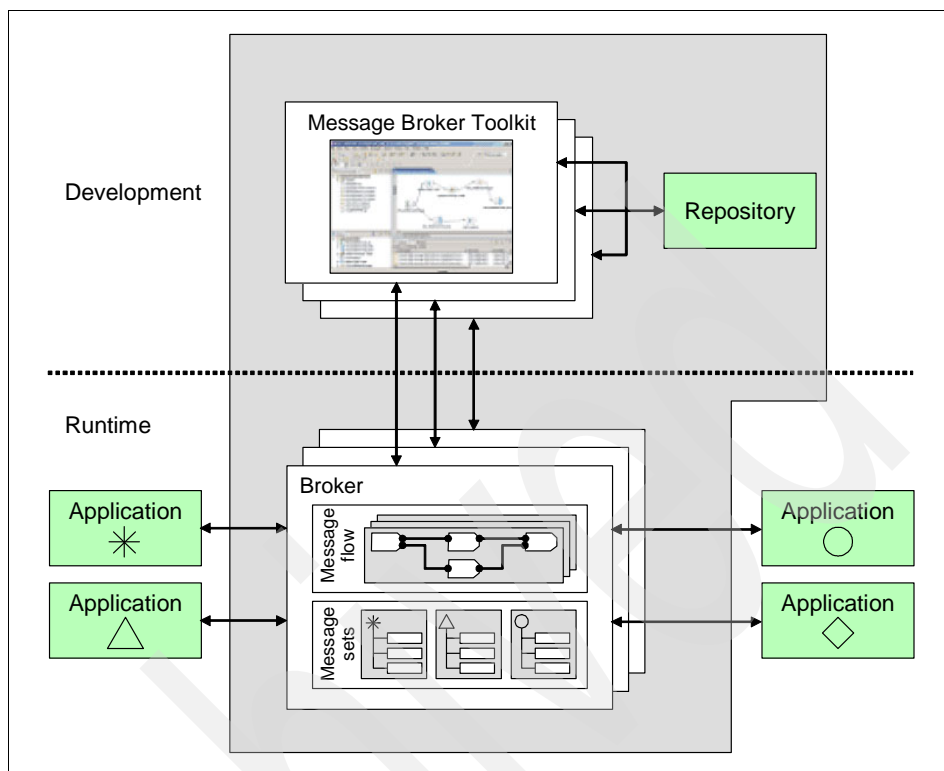 Message Broker Toolkit
Development
Repository
Runtime
Broker
Application
Application
Message
flow
Application
Application
Message
sets